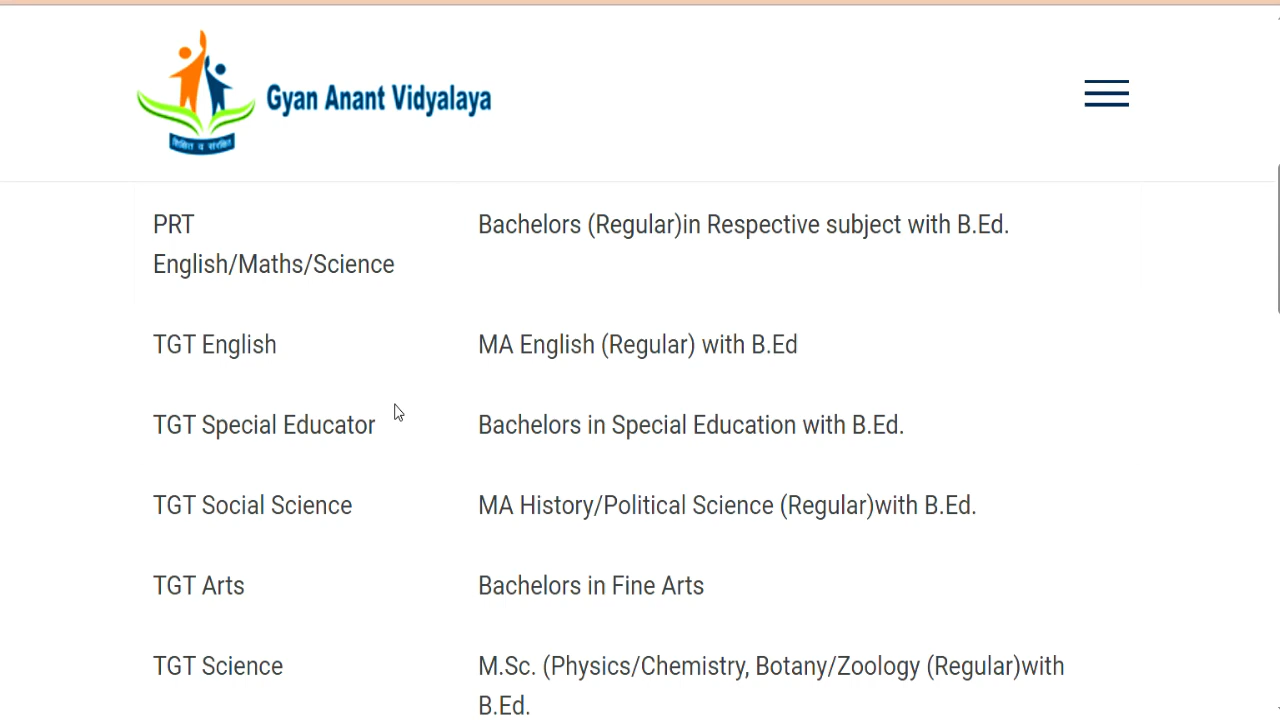 Gyan Anant Vidyalaya
शिक्षित व संरक्षित
PRT
English/Maths/Science
Bachelors (Regular)in Respective subject with B.Ed.
TGT English
MA English (Regular) with B.Ed
TGT Special Educator
Bachelors in Special Education with B.Ed.
TGT Social Science
MA History/Political Science (Regular)with B.Ed.
TGT Arts
Bachelors in Fine Arts
TGT Science
M.Sc. (Physics/Chemistry, Botany/Zoology (Regular)with
B.Ed.